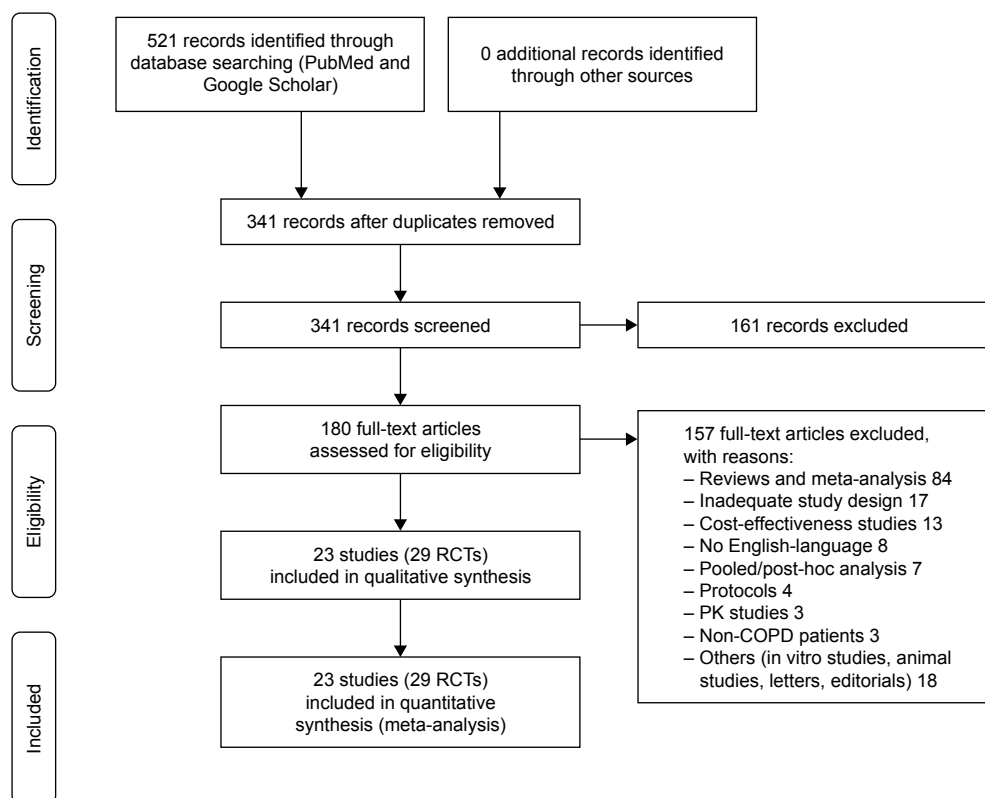 Identification
521 records identified through
database searching (PubMed and
Google Scholar)
0 additional records identified
through other sources
341 records after duplicates removed
Screening
341 records screened
161 records excluded
Eligibility
180 full-text articles
assessed for eligibility
157 full-text articles excluded,
with reasons:
– Reviews and meta-analysis 84
– Inadequate study design 17
– Cost-effectiveness studies 13
– No English-language 8
– Pooled/post-hoc analysis 7
– Protocols 4
– PK studies 3
– Non-COPD patients 3
– Others (in vitro studies, animal
studies, letters, editorials) 18
23 studies (29 RCTs)
included in qualitative synthesis
Included
23 studies (29 RCTs)
included in quantitative
synthesis (meta-analysis)